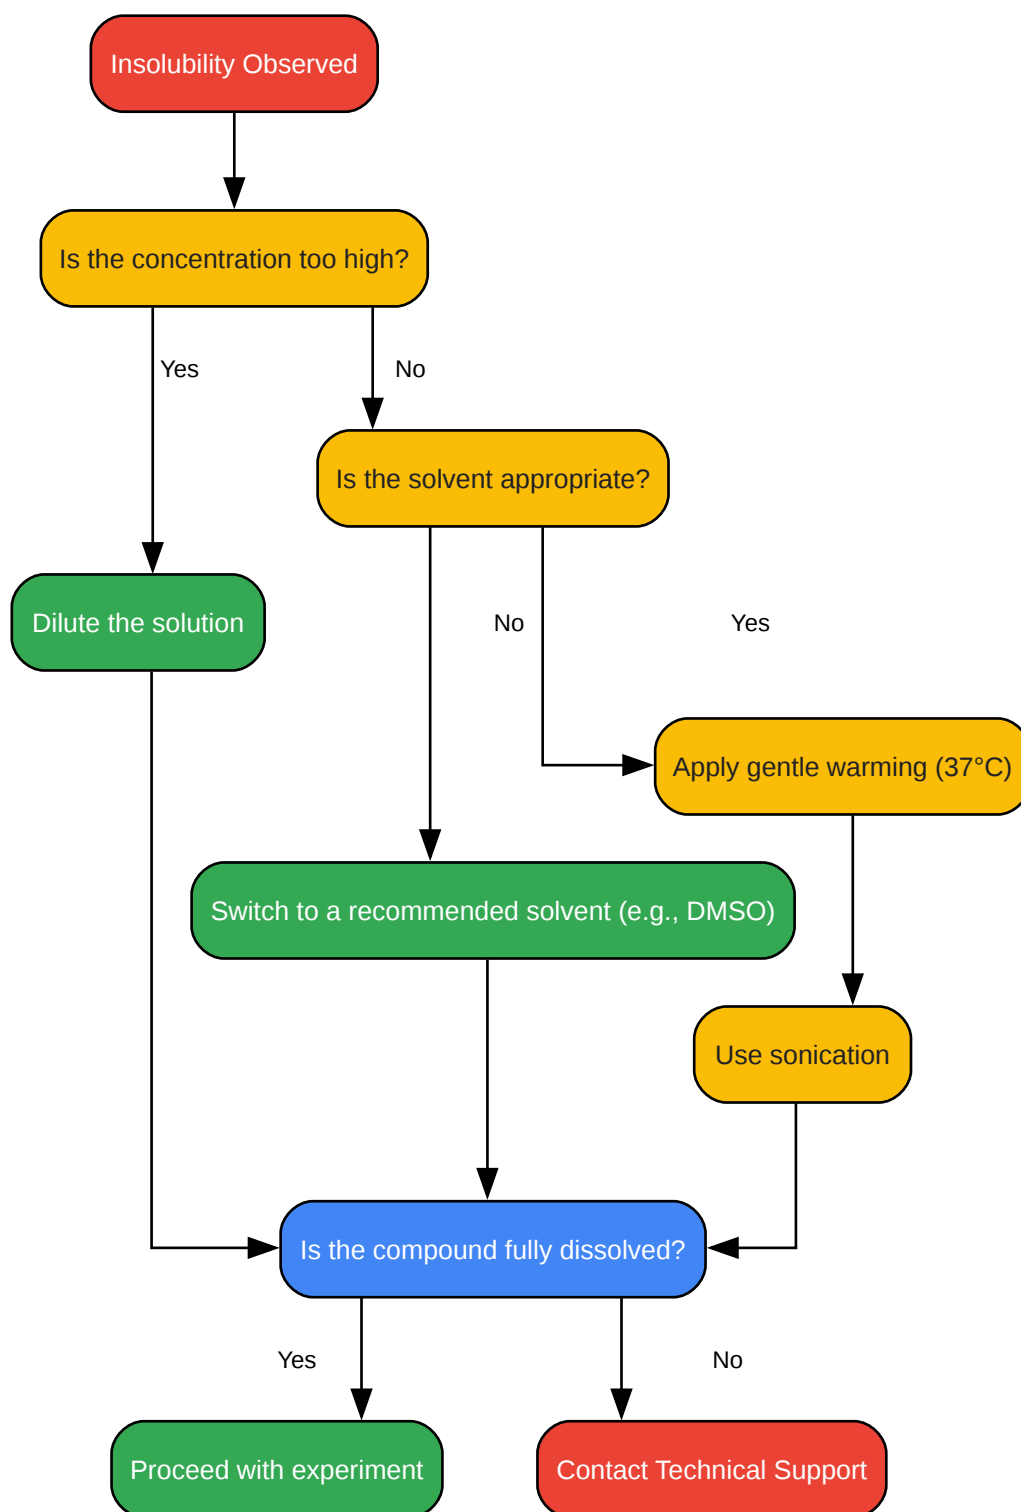 Insolubility Observed
Is the concentration too high?
Yes
No
Is the solvent appropriate?
Dilute the solution
No
Yes
Apply gentle warming (37°C)
Switch to a recommended solvent (e.g., DMSO)
Use sonication
Is the compound fully dissolved?
Yes
No
Proceed with experiment
Contact Technical Support